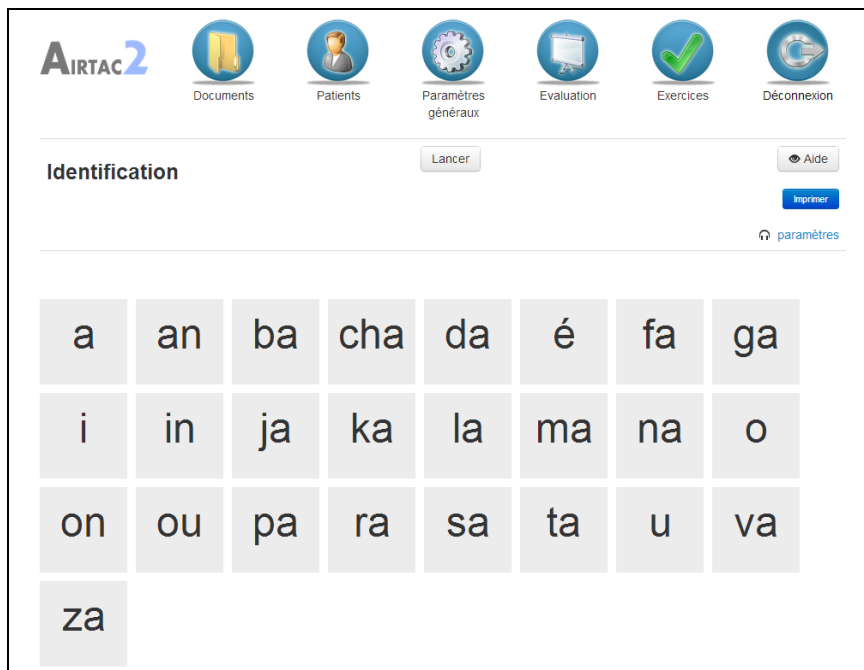 AIRTAC2
Documents Patients Paramètres généraux Evaluation Exercices Déconnexion
Identification Lancer Aide
Imprimer
paramètres
a an ba cha da é fa ga
i in ja ka la ma na o
on ou pa ra sa ta u va
za